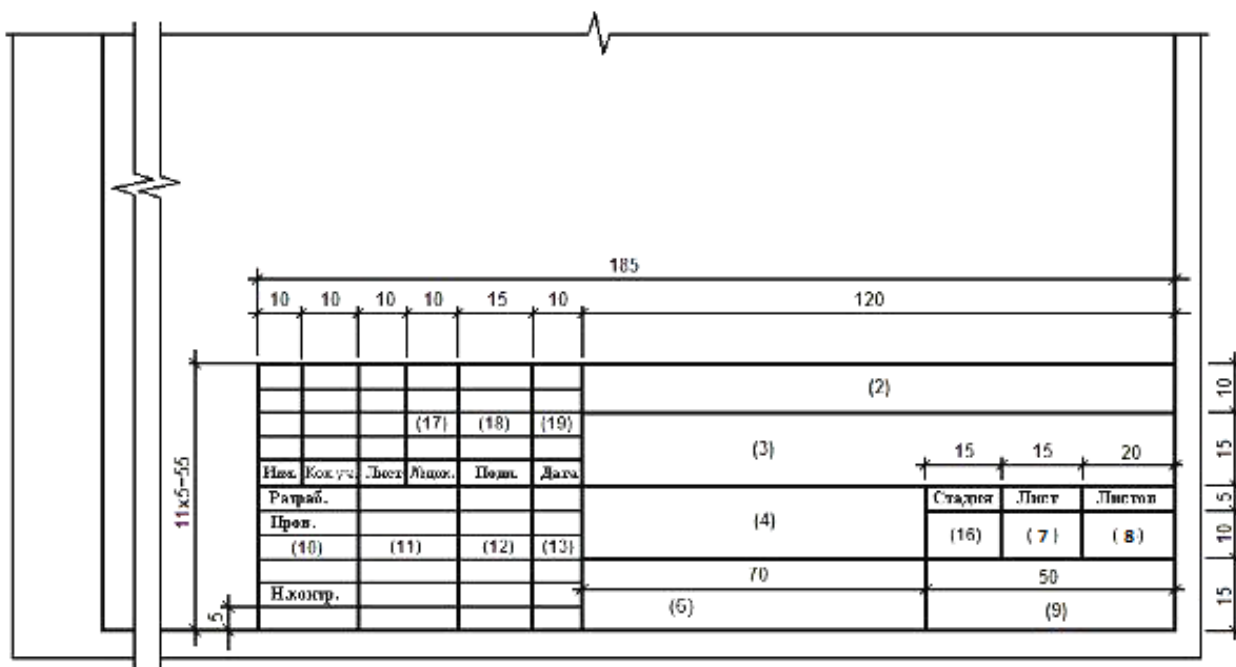 185
10 10 10 10 15 10 120
(2)
10
(17) (18) (19)
(3)
15 15 20
15
Изм. Кол.уч. Лист №док. Подп. Дата
11х5=55
Разраб.
Стадия Лист Листов
5
Пров.
(4)
(16) (7) (8)
10
(10) (11) (12) (13)
70 50
Н.контр.
5
(6) (9)
15